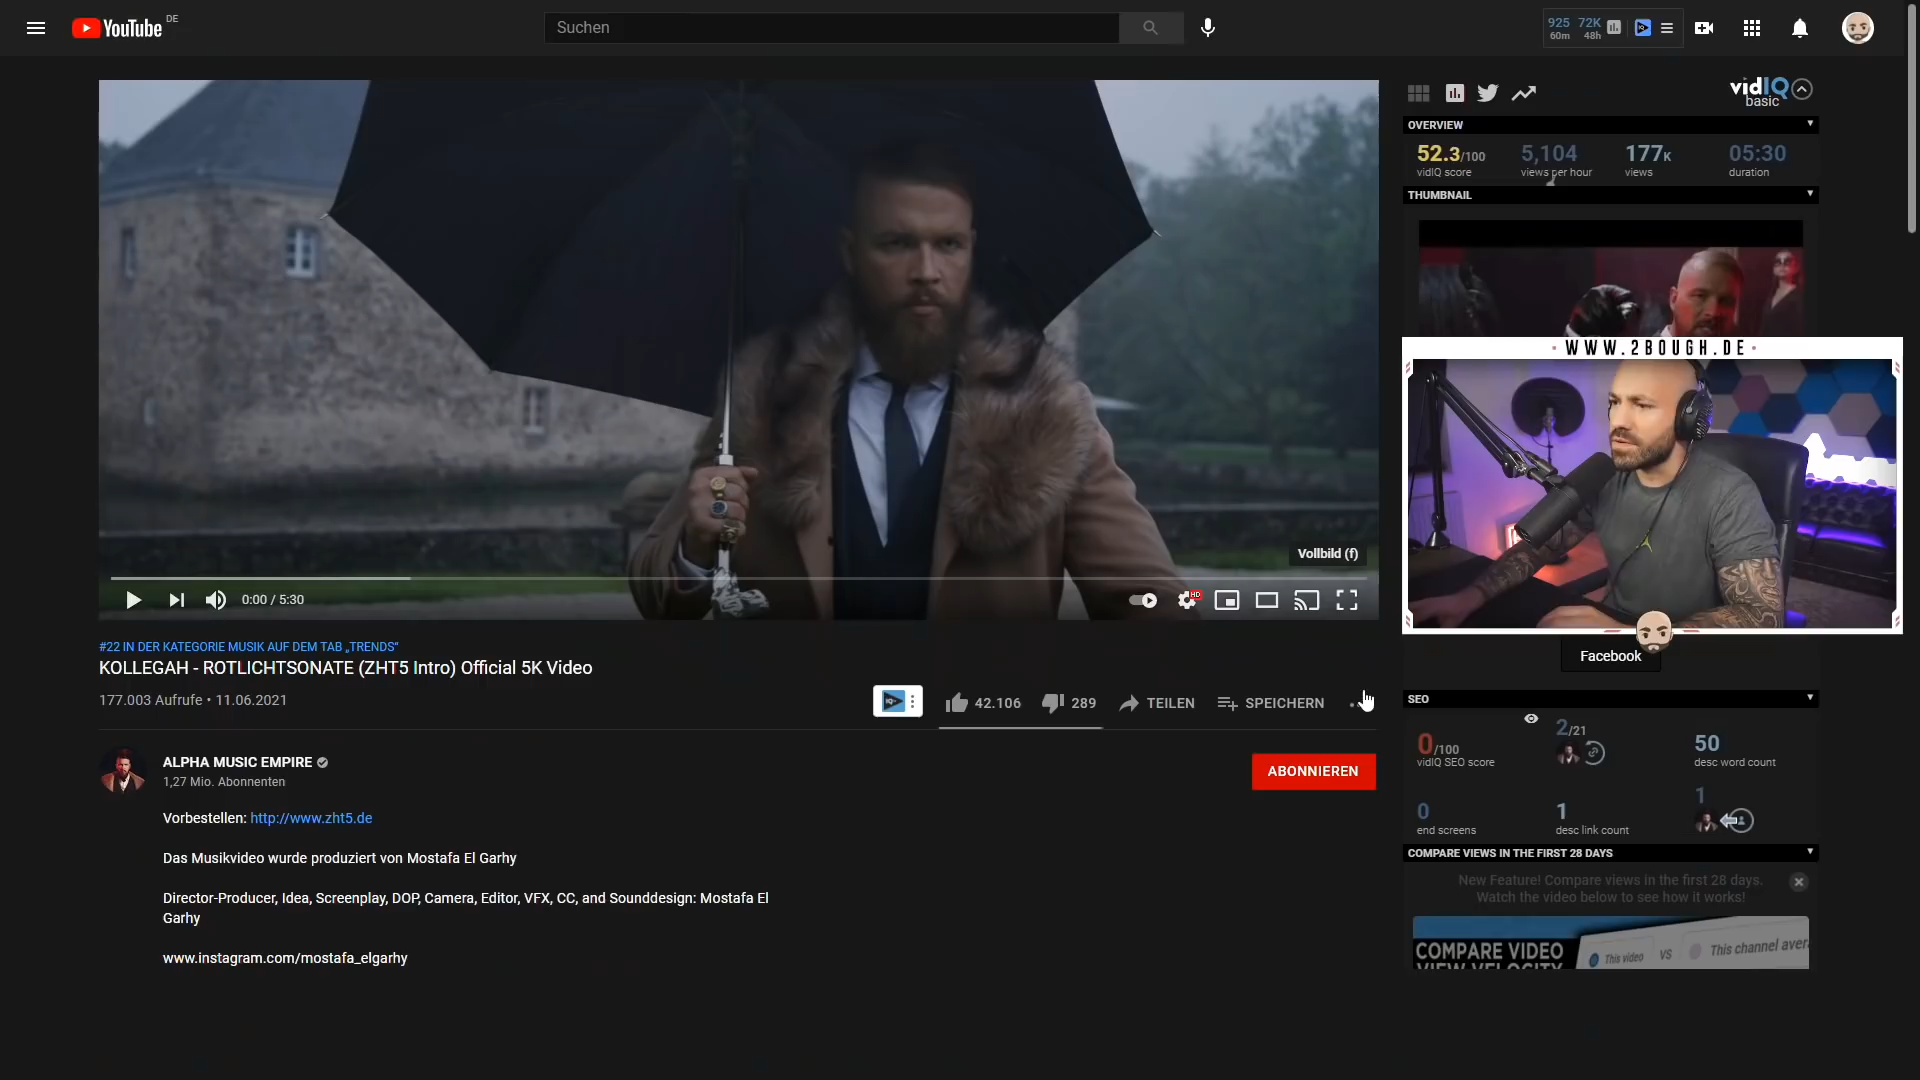 YouTube DE
Suchen
925 72K
60m 48h
vidIQ
basic
OVERVIEW
52.3/100 5,104 177K 05:30
vidIQ score views per hour views duration
THUMBNAIL
WWW.2BOUGH.DE
Vollbild (f)
0:00 / 5:30
HD
Facebook
#22 IN DER KATEGORIE MUSIK AUF DEM TAB „TRENDS“
KOLLEGAH - ROTLICHTSONATE (ZHT5 Intro) Official 5K Video
177.003 Aufrufe • 11.06.2021
42.106 289 TEILEN SPEICHERN
ALPHA MUSIC EMPIRE
1,27 Mio. Abonnenten
ABONNIEREN
Vorbestellen: http://www.zht5.de
Das Musikvideo wurde produziert von Mostafa El Garhy
Director-Producer, Idea, Screenplay, DOP, Camera, Editor, VFX, CC, and Sounddesign: Mostafa El
Garhy
www.instagram.com/mostafa_elgarhy
SEO
0/100 2/21 50
vidIQ SEO score desc word count
0 1 1
end screens desc link count
COMPARE VIEWS IN THE FIRST 28 DAYS
New Feature! Compare views in the first 28 days.
Watch the video below to see how it works!
COMPARE VIDEO
VIEW VELOCITY
This video VS This channel avera